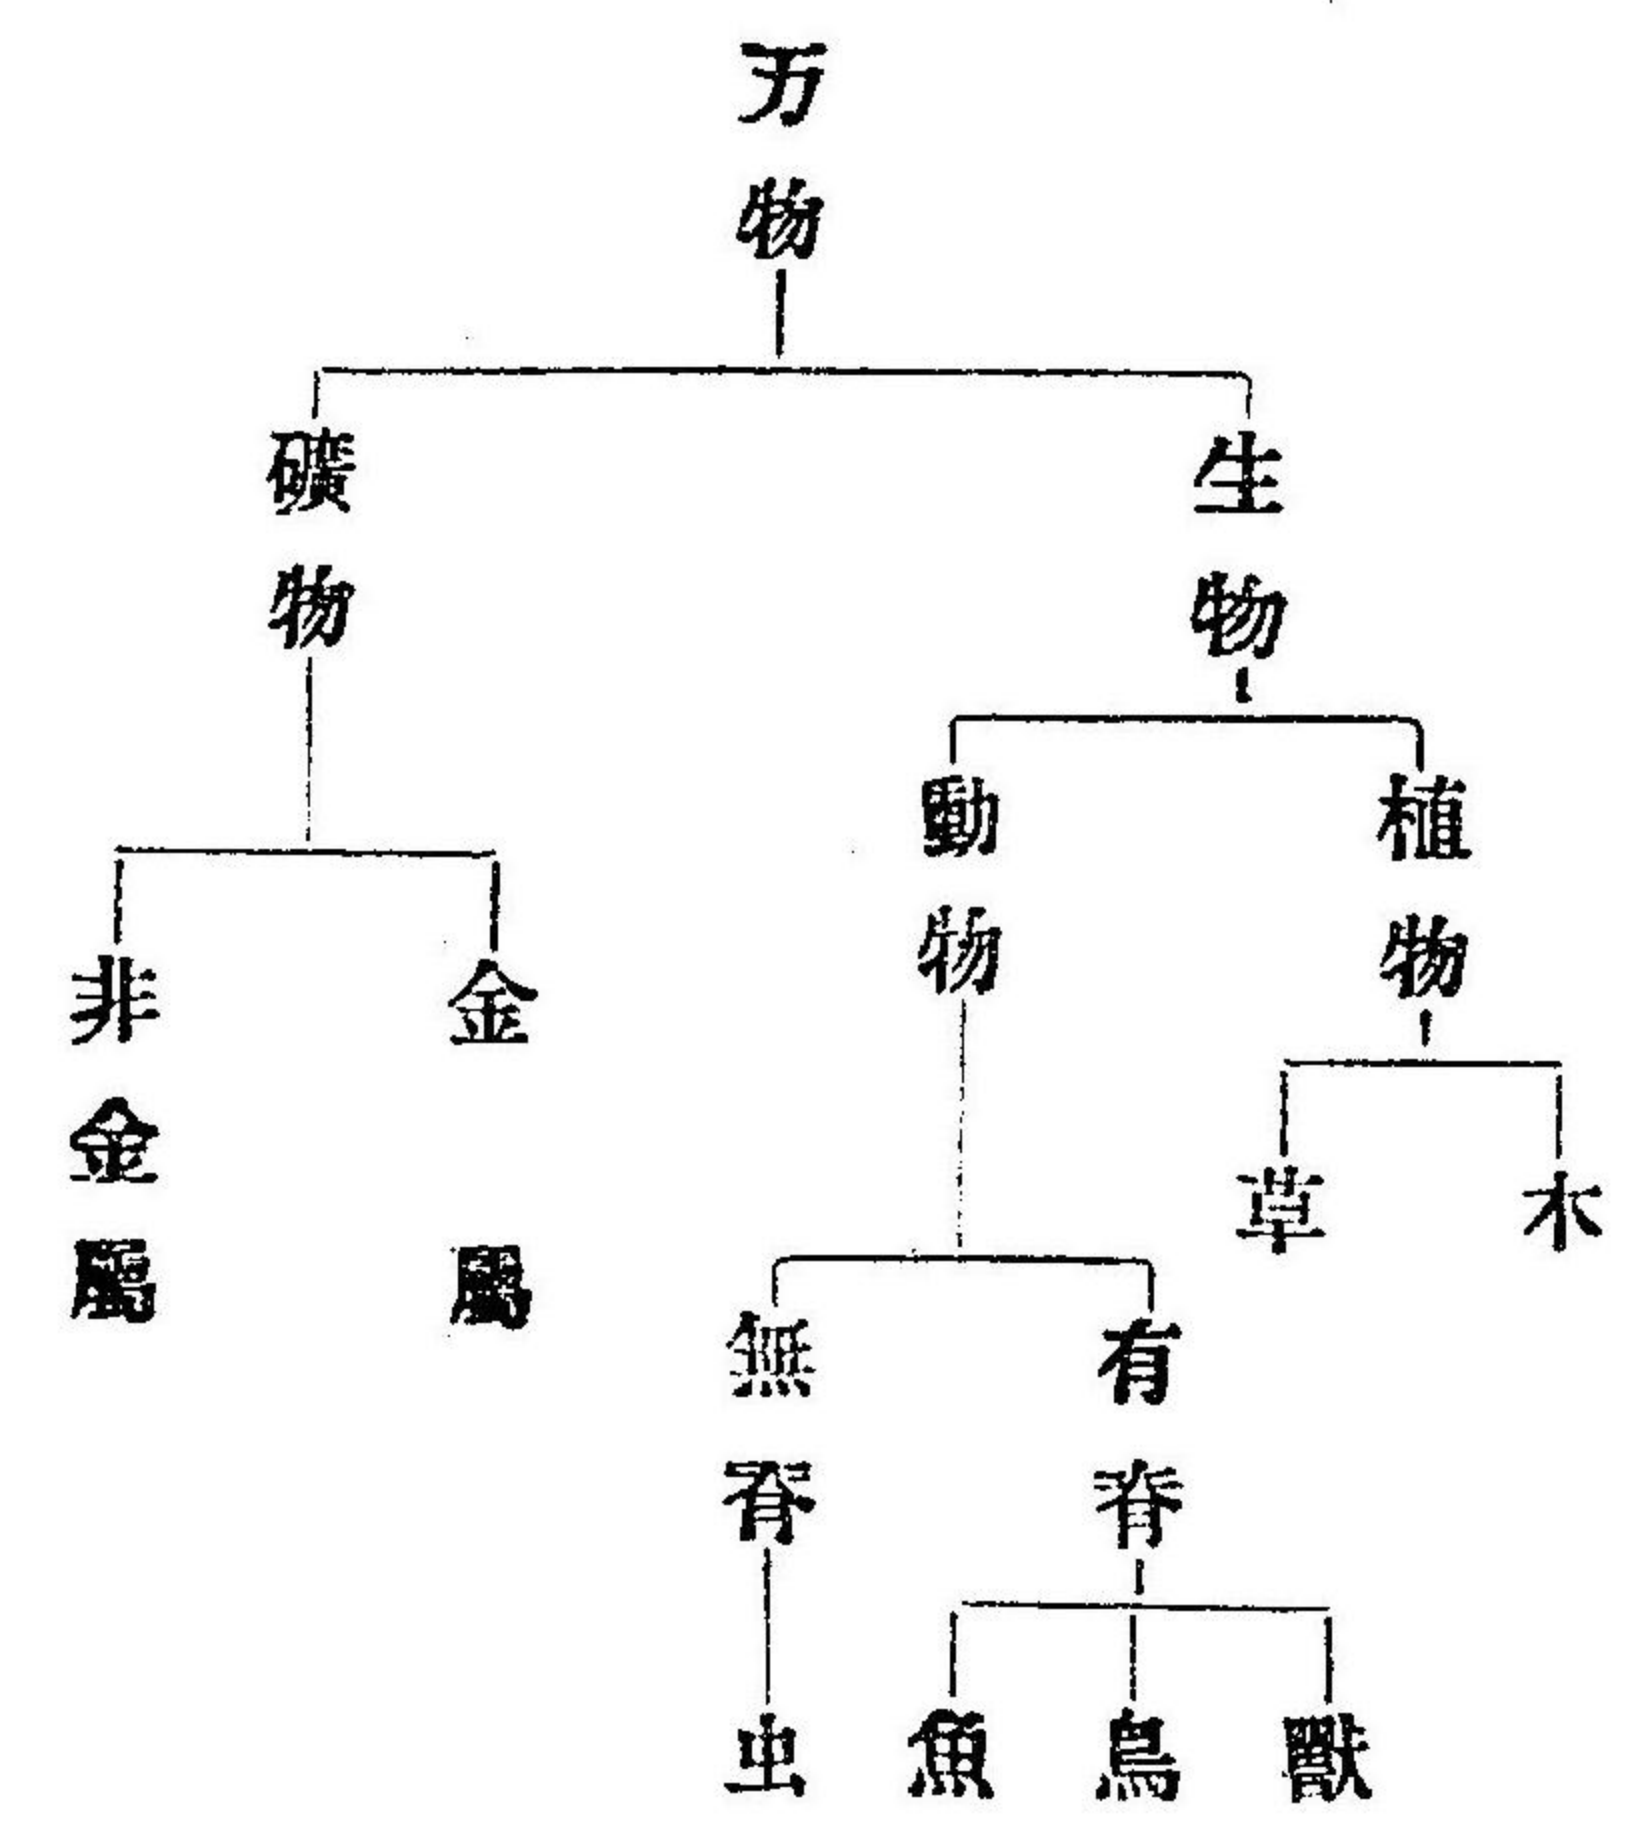 万物
生物
礦物
植物
動物
木
草
有脊
無脊
獸
鳥
魚
虫
金屬
非金屬